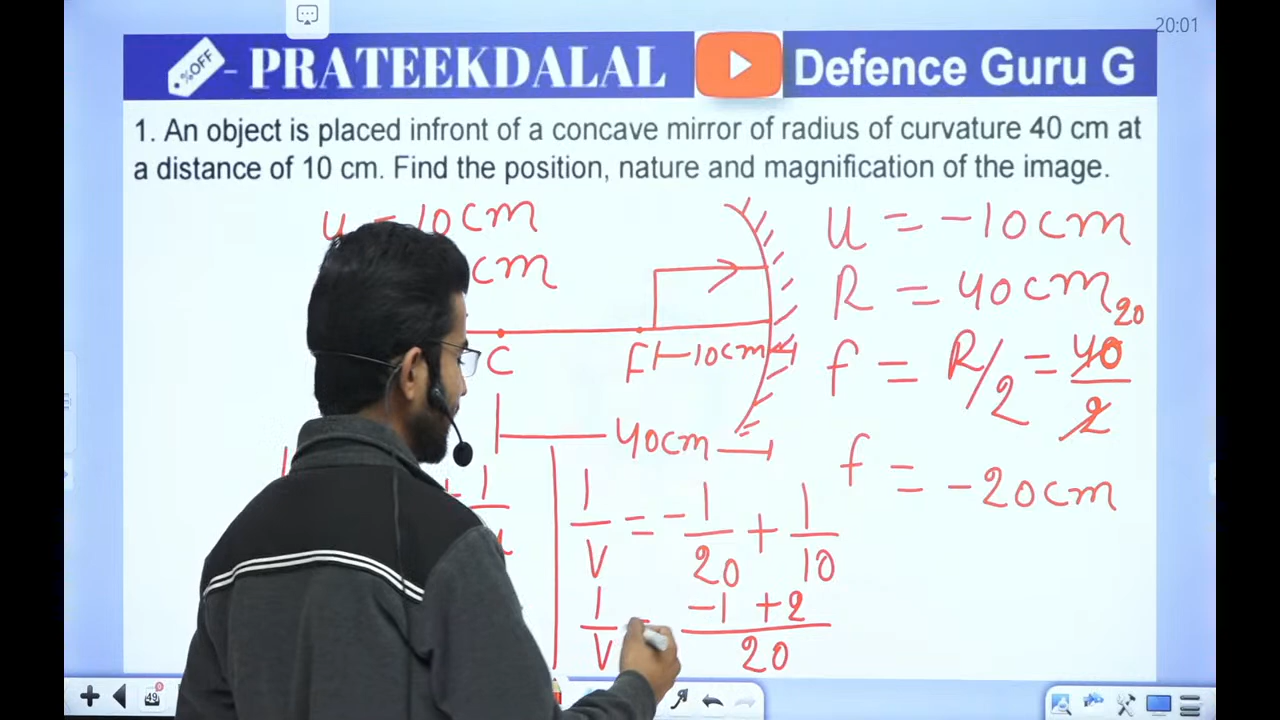 20:01
%OFF - PRATEEKDALAL Defence Guru G
1. An object is placed infront of a concave mirror of radius of curvature 40 cm at
a distance of 10 cm. Find the position, nature and magnification of the image.
u = 10cm
cm
C
F
10cm
40cm
u = -10cm
R = 40cm
f = R/2 = 40/2
20
f = -20cm
1/v = -1/20 + 1/10
1/v = -1 +2/20
49